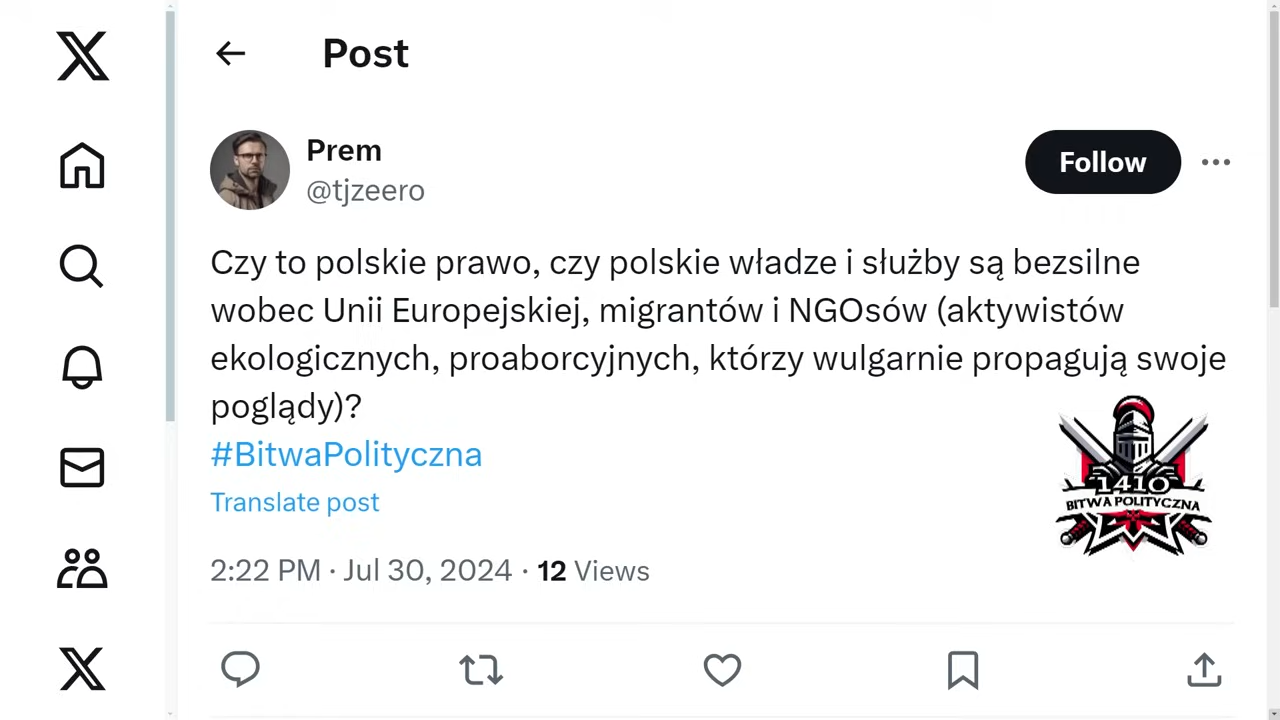 Post
Prem
@tjzeero
Follow
Czy to polskie prawo, czy polskie władze i służby są bezsilne
wobec Unii Europejskiej, migrantów i NGOsów (aktywistów
ekologicznych, proaborcyjnych, którzy wulgarnie propagują swoje
poglądy)?
#BitwaPolityczna
Translate post
1410
BITWA POLITYCZNA
2:22 PM · Jul 30, 2024 · 12 Views